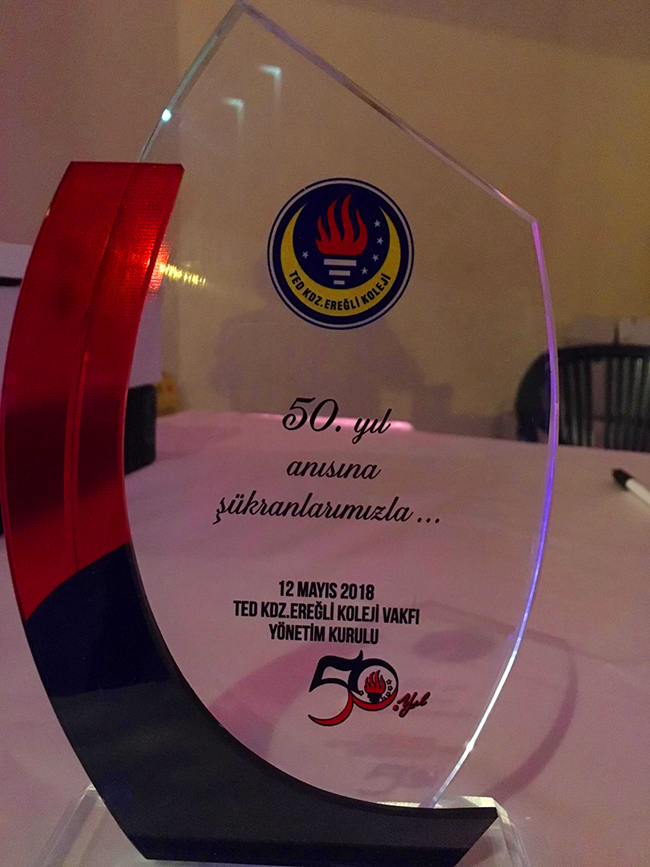 TED KDZ.EREĞLİ KOLEJİ
50. yıl
anısına
şükranlarımızla...
12 MAYIS 2018
TED KDZ.EREĞLİ KOLEJİ VAKFI
YÖNETİM KURULU
50.Yıl